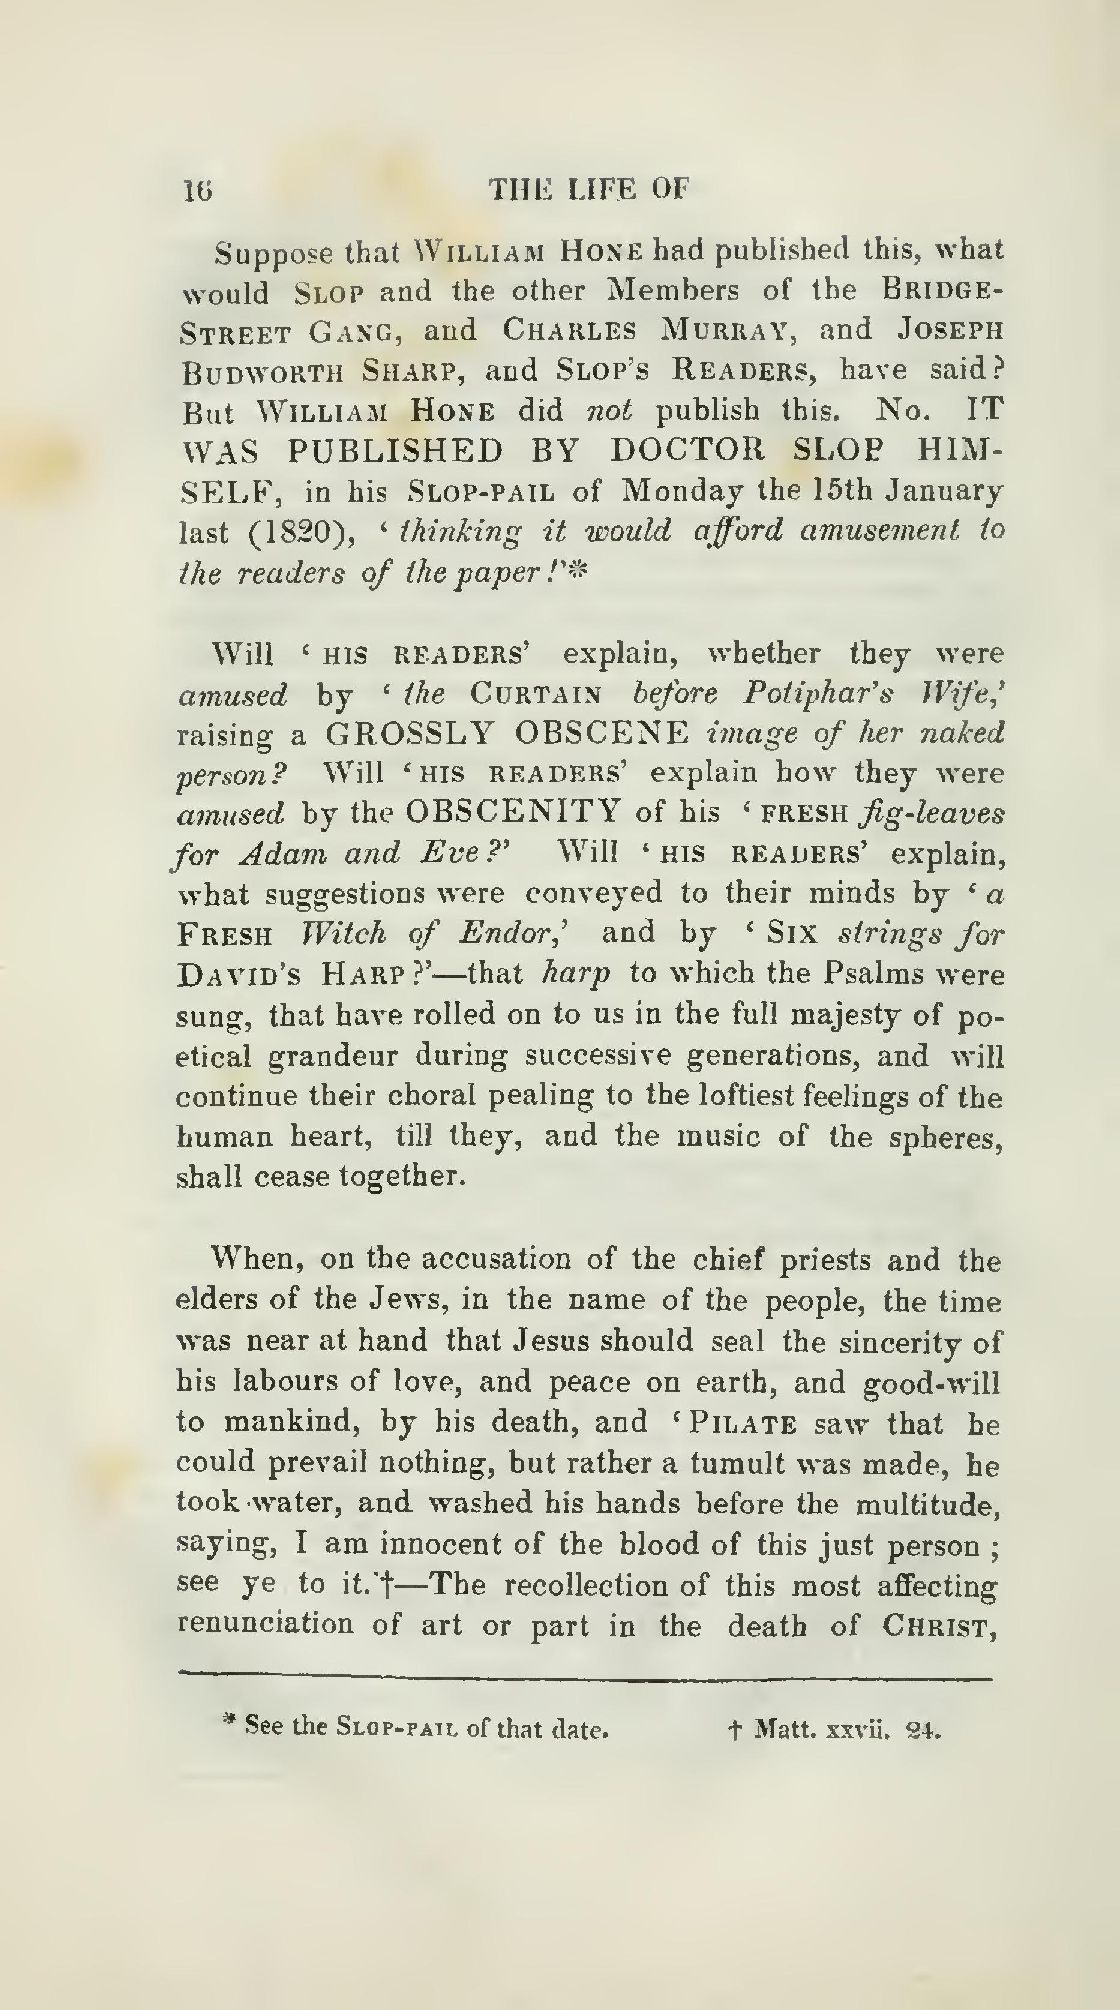 16 THE LIFE OF
Suppose that WILLIAM HONE had published this, what
would SLOP and the other Members of the BRIDGE-
STREET GANG, and CHARLES MURRAY, and JOSEPH
BUDWORTH SHARP, and SLOP'S READERS, have said?
But WILLIAM HONE did not publish this. No. IT
WAS PUBLISHED BY DOCTOR SLOP HIM-
SELF, in his SLOP-PAIL of Monday the 15th January
last (1820), ‘ thinking it would afford amusement to
the readers of the paper!’*
Will ‘ HIS READERS’ explain, whether they were
amused by ‘ the CURTAIN before Potiphar's Wife,’
raising a GROSSLY OBSCENE image of her naked
person? Will ‘ HIS READERS’ explain how they were
amused by the OBSCENITY of his ‘ FRESH fig-leaves
for Adam and Eve?’ Will ‘ HIS READERS’ explain,
what suggestions were conveyed to their minds by ‘ a
FRESH Witch of Endor,’ and by ‘ SIX strings for
DAVID'S HARP?’—that harp to which the Psalms were
sung, that have rolled on to us in the full majesty of po-
etical grandeur during successive generations, and will
continue their choral pealing to the loftiest feelings of the
human heart, till they, and the music of the spheres,
shall cease together.
When, on the accusation of the chief priests and the
elders of the Jews, in the name of the people, the time
was near at hand that Jesus should seal the sincerity of
his labours of love, and peace on earth, and good-will
to mankind, by his death, and ‘ PILATE saw that he
could prevail nothing, but rather a tumult was made, he
took water, and washed his hands before the multitude,
saying, I am innocent of the blood of this just person ;
see ye to it.’†—The recollection of this most affecting
renunciation of art or part in the death of CHRIST,
* See the SLOP-PAIL of that date. † Matt. xxvii. 24.